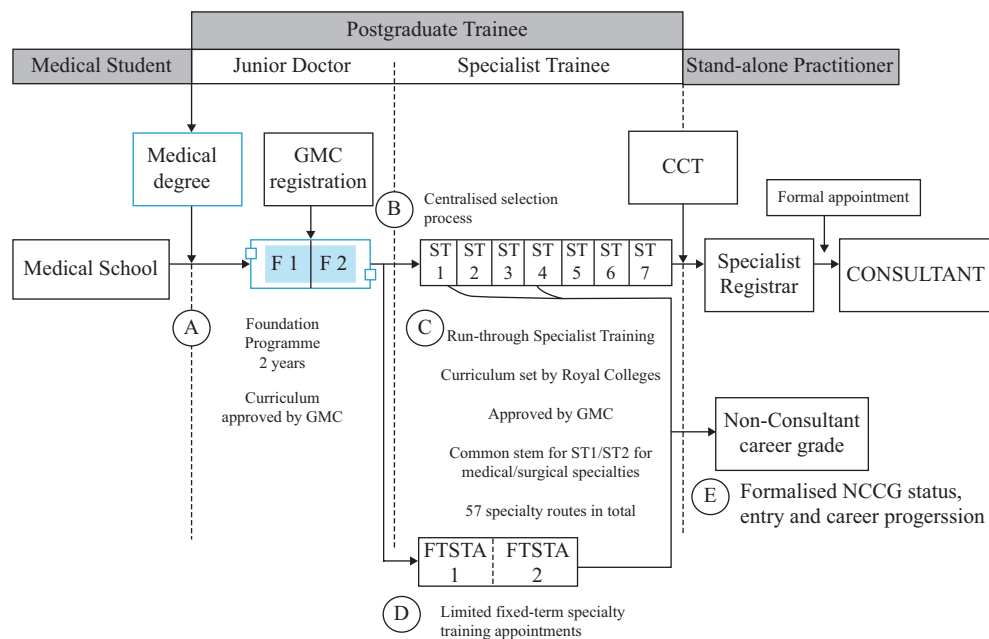 Postgraduate Trainee
Medical Student
Junior Doctor
Specialist Trainee
Stand-alone Practitioner
Medical
degree
GMC
registration
CCT
B
Centralised selection
process
Formal appointment
Medical School
F 1
F 2
ST
1
ST
2
ST
3
ST
4
ST
5
ST
6
ST
7
Specialist
Registrar
CONSULTANT
A
Foundation
Programme
2 years
Curriculum
approved by GMC
C
Run-through Specialist Training
Curriculum set by Royal Colleges
Approved by GMC
Common stem for ST1/ST2 for
medical/surgical specialties
57 specialty routes in total
Non-Consultant
career grade
E
Formalised NCCG status,
entry and career progerssion
FTSTA
1
FTSTA
2
D
Limited fixed-term specialty
training appointments